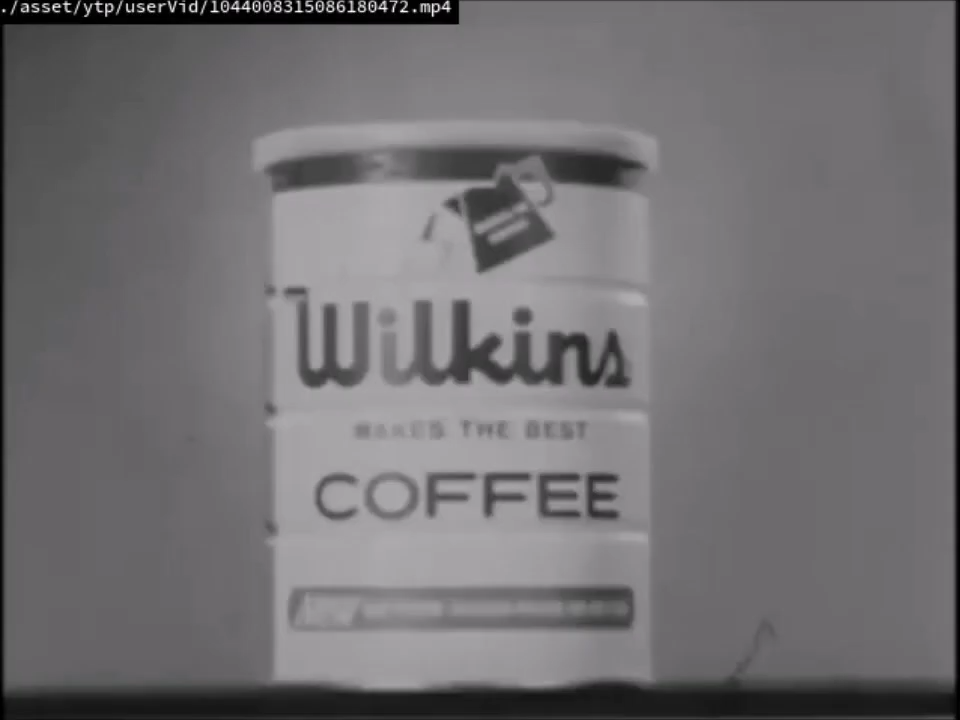 ./asset/ytp/userVid/1044008315086180472.mp4
Wilkins
MAKES THE BEST
COFFEE